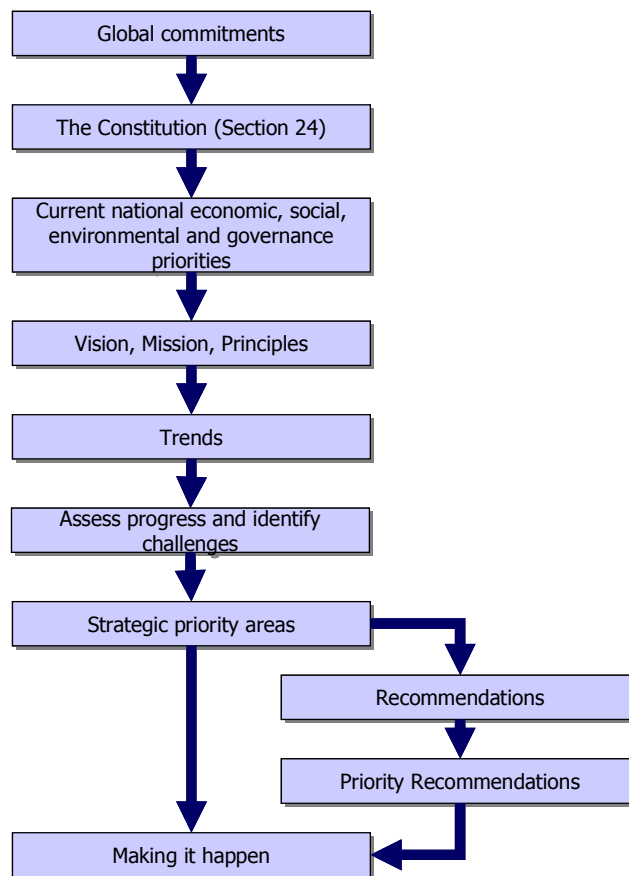 Global commitments
The Constitution (Section 24)
Current national economic, social,
environmental and governance
priorities
Vision, Mission, Principles
Trends
Assess progress and identify
challenges
Strategic priority areas
Recommendations
Priority Recommendations
Making it happen